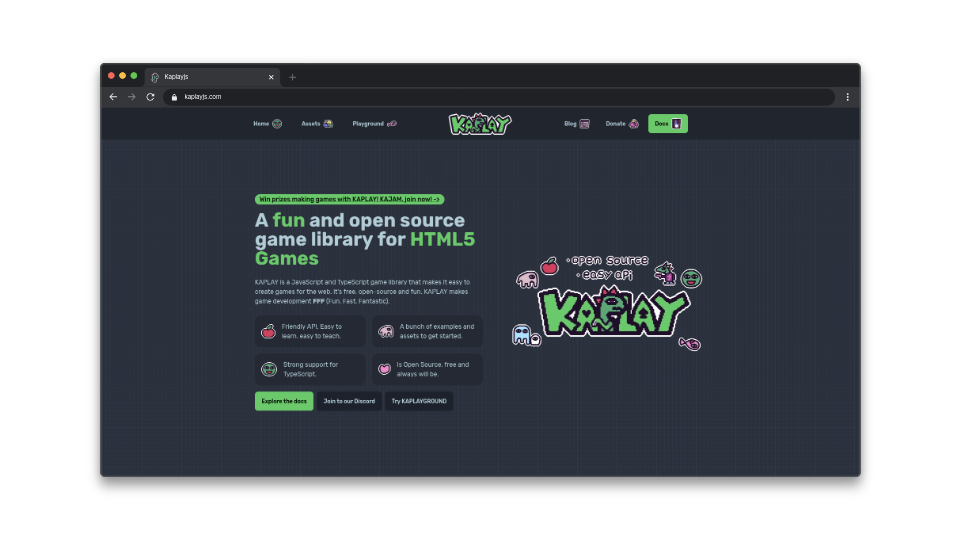 Kaplayjs
kaplayjs.com
Home
Assets
Playground
KAPLAY
Blog
Donate
Docs
Win prizes making games with KAPLAY! KAJAM, join now! ->
A fun and open source
game library for HTML5
Games
KAPLAY is a JavaScript and TypeScript game library that makes it easy to
create games for the web. It's free, open-source and fun. KAPLAY makes
game development FFF (Fun. Fast. Fantastic).
Friendly API. Easy to
learn, easy to teach.
A bunch of examples and
assets to get started.
Strong support for
TypeScript.
Is Open Source, free and
always will be.
Explore the docs
Join to our Discord
Try KAPLAYGROUND
·open source
·easy api
KAPLAY